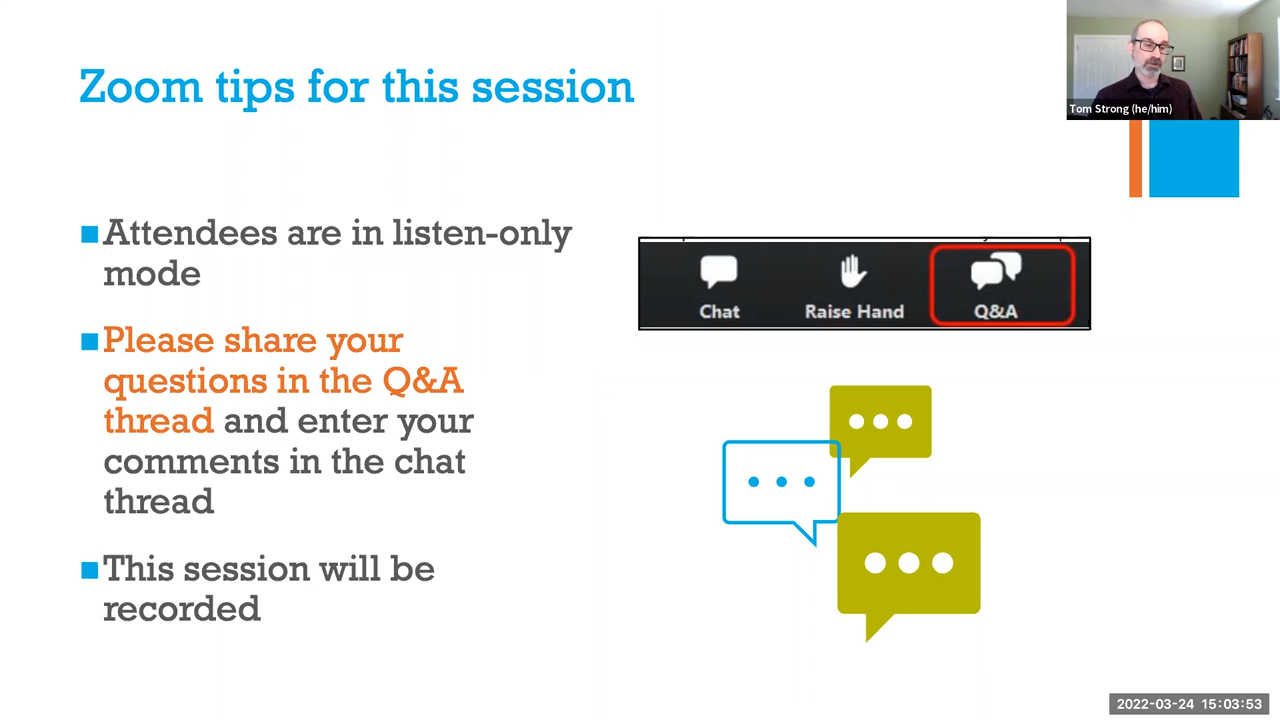 Zoom tips for this session
Tom Strong (he/him)
Attendees are in listen-only
mode
Please share your
questions in the Q&A
thread and enter your
comments in the chat
thread
This session will be
recorded
Chat
Raise Hand
Q&A
2022-03-24 15:03:53